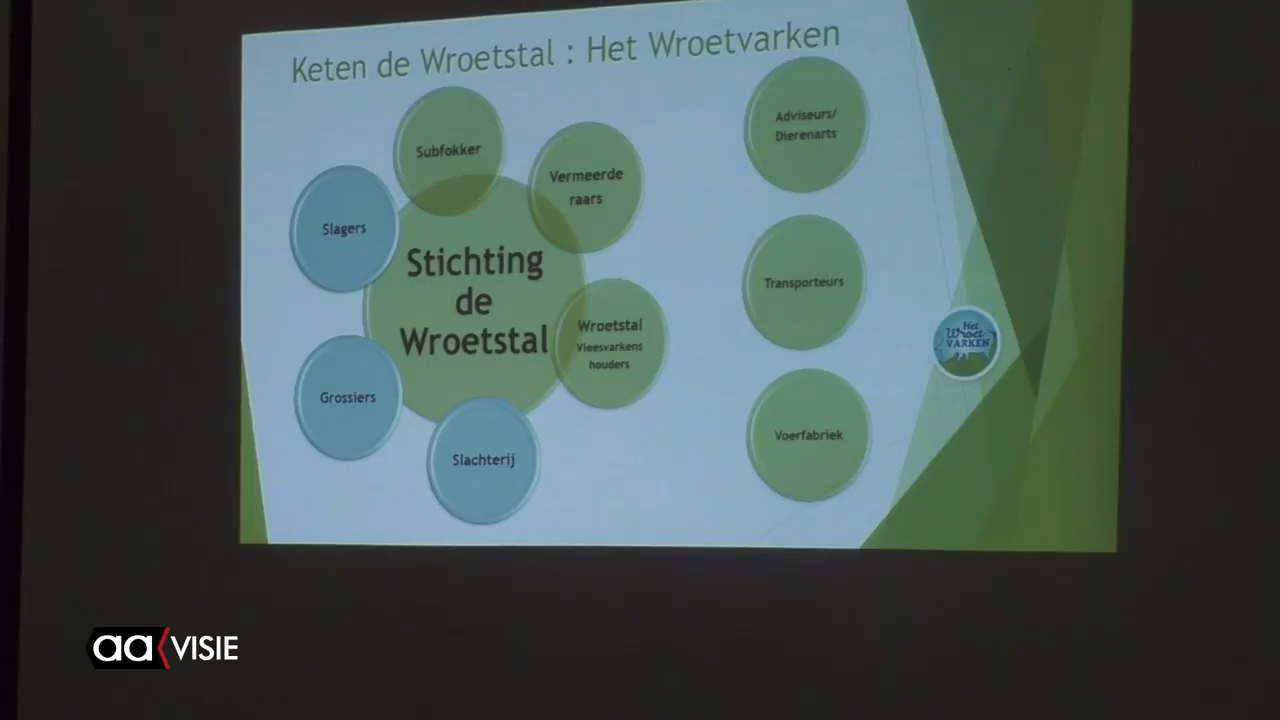 Keten de Wroetstal : Het Wroetvarken
Subfokker
Vermeerde
raars
Slagers
Stichting
de
Wroetstal
Wroetstal
Vleesvarkens
houders
Grossiers
Slachterij
Adviseurs/
Dierenarts
Transporteurs
Voerfabriek
Het
Wroet-
VARKEN
aa VISIE